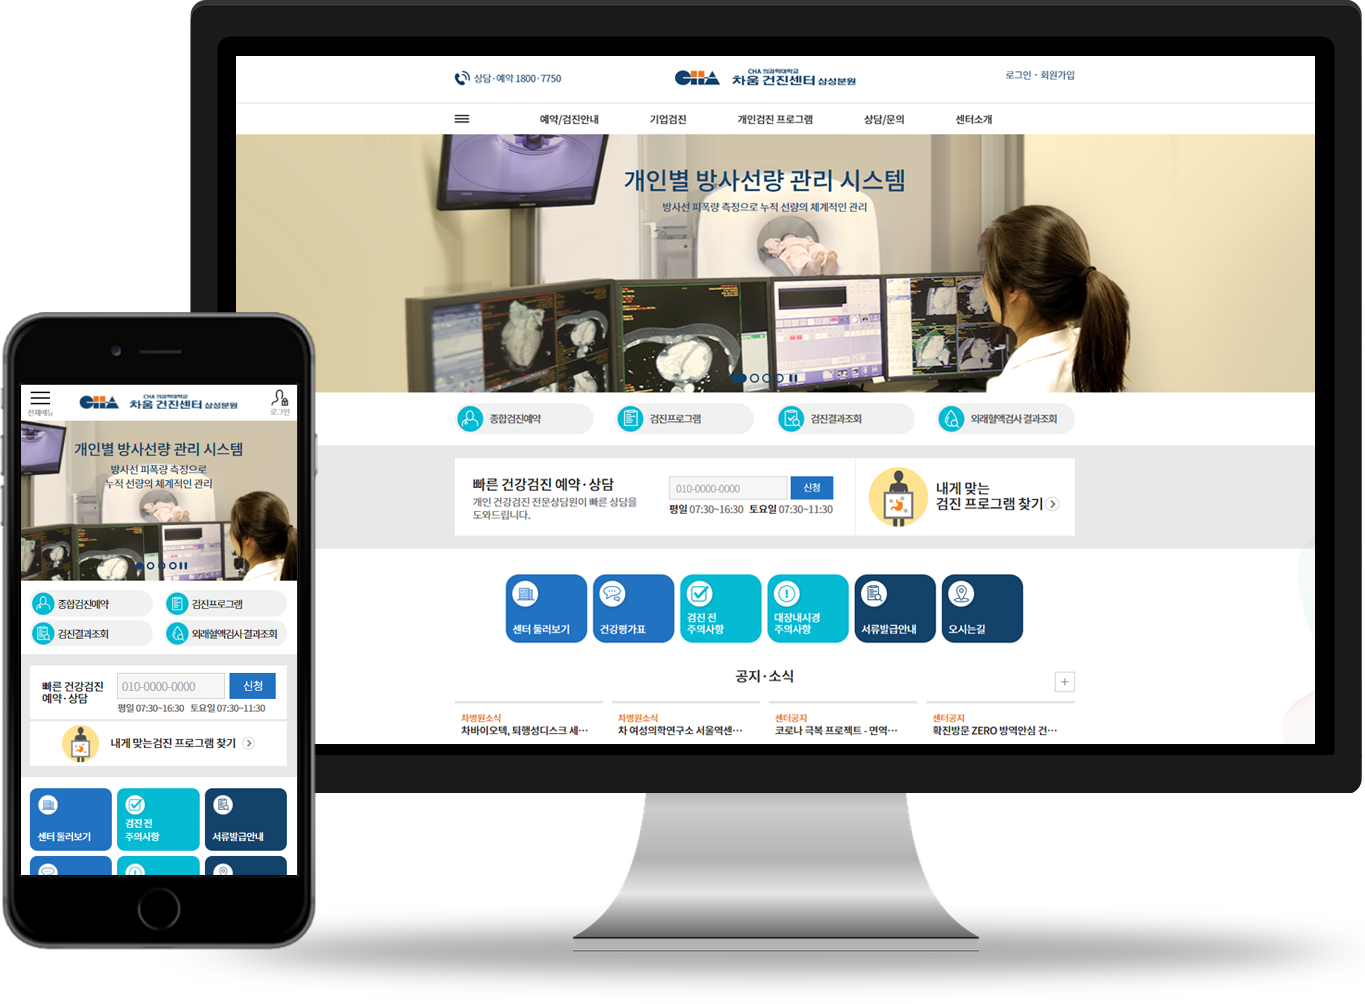 상담·예약 1800·7750
CHA 의과학대학교
차움 건진센터 삼성분원
로그인 · 회원가입
예약/검진안내
기업검진
개인검진 프로그램
상담/문의
센터소개
개인별 방사선량 관리 시스템
방사선 피폭량 측정으로 누적 선량의 체계적인 관리
종합검진예약
검진프로그램
검진결과조회
외래혈액검사 결과조회
빠른 건강검진 예약·상담
개인 건강검진 전문상담원이 빠른 상담을
도와드립니다.
010-0000-0000
신청
평일 07:30~16:30 토요일 07:30~11:30
내게 맞는
검진 프로그램 찾기
센터 둘러보기
건강평가표
검진 전
주의사항
대장내시경
주의사항
서류발급안내
오시는길
공지·소식
+
차병원소식
차바이오텍, 퇴행성디스크 세···
차병원소식
차 여성의학연구소 서울역센···
센터공지
코로나 극복 프로젝트 - 면역···
센터공지
확진방문 ZERO 방역안심 건···
전체메뉴
CHA 의과학대학교
차움 건진센터 삼성분원
로그인
개인별 방사선량 관리 시스템
방사선 피폭량 측정으로
누적 선량의 체계적인 관리
종합검진예약
검진프로그램
검진결과조회
외래혈액검사 결과조회
빠른 건강검진
예약·상담
010-0000-0000
신청
평일 07:30~16:30 토요일 07:30~11:30
내게 맞는검진 프로그램 찾기
센터 둘러보기
검진 전
주의사항
서류발급안내